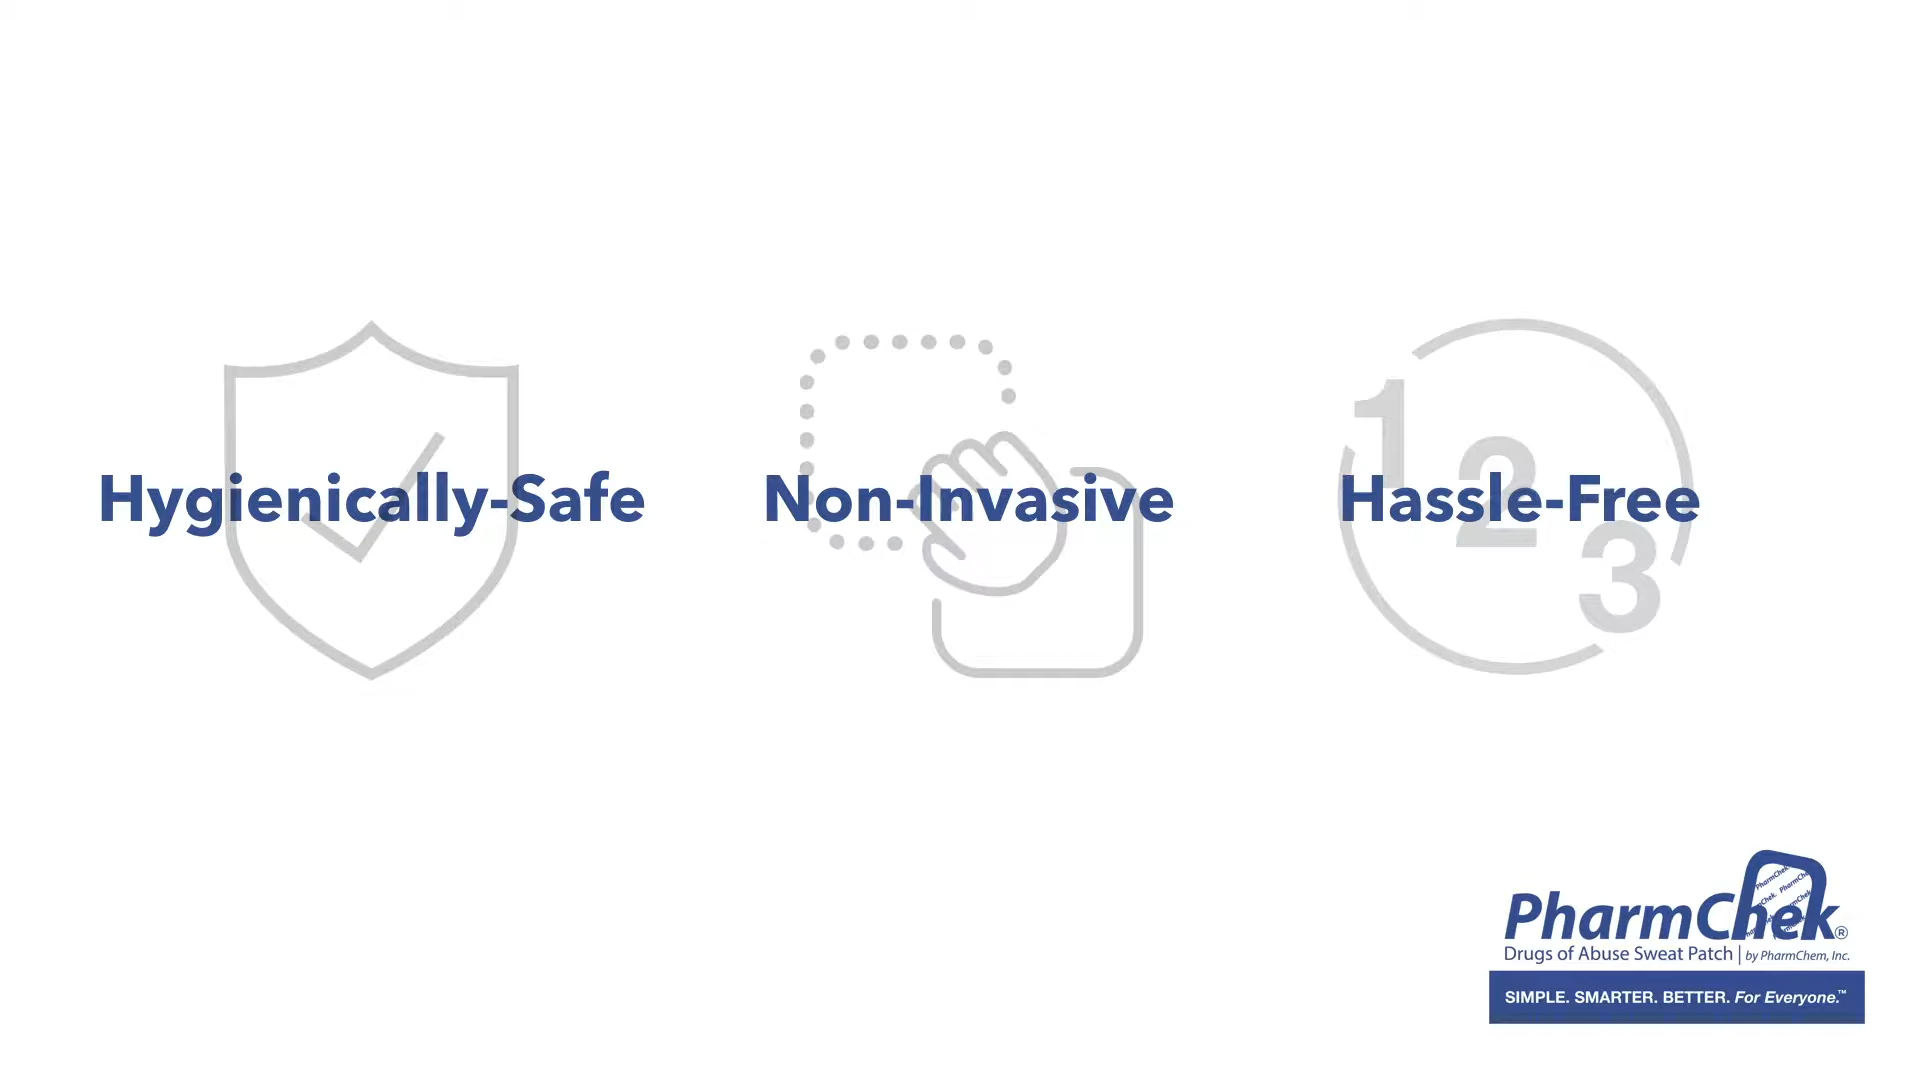 Hygienically-Safe
Non-Invasive
Hassle-Free
1
2
3
PharmChek®
Drugs of Abuse Sweat Patch | by PharmChem, Inc.
SIMPLE. SMARTER. BETTER. For Everyone.™